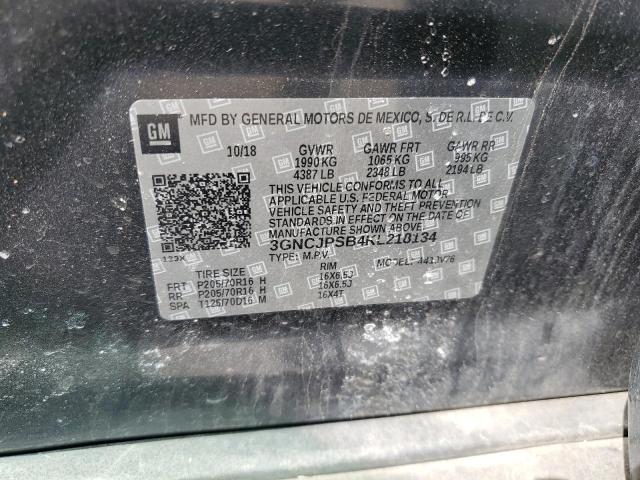 GM MFD BY GENERAL MOTORS DE MEXICO, S. DE R.L. DE C.V.
10/18 GVWR GAWR FRT GAWR RR
1990 KG 1065 KG 995 KG
4387 LB 2348 LB 2194 LB
THIS VEHICLE CONFORMS TO ALL
APPLICABLE U.S. FEDERAL MOTOR
VEHICLE SAFETY AND THEFT PREVENTION
STANDARDS IN EFFECT ON THE DATE OF
MANUFACTURE SHOWN ABOVE.
3GNCJPSB4KL210134
TYPE: M.P.V.
TIRE SIZE RIM
FRT P205/70R16 H 16X6.5J
RR P205/70R16 H 16X6.5J
SPA T125/70D16 M 16X4T